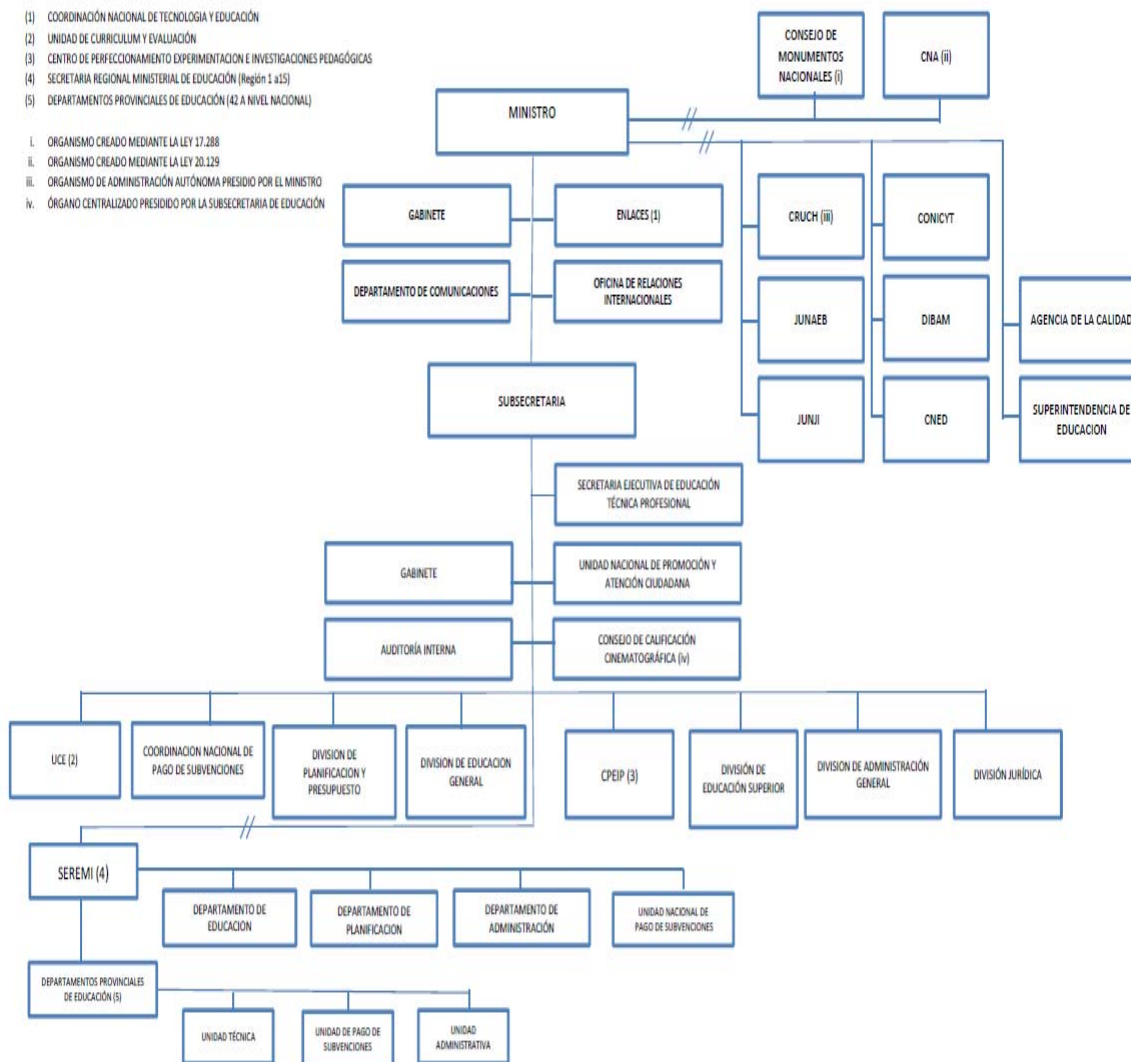 (1) COORDINACIÓN NACIONAL DE TECNOLOGIA Y EDUCACIÓN
(2) UNIDAD DE CURRICULUM Y EVALUACIÓN
(3) CENTRO DE PERFECCIONAMIENTO EXPERIMENTACION E INVESTIGACIONES PEDAGÓGICAS
(4) SECRETARIA REGIONAL MINISTERIAL DE EDUCACIÓN (Región 1 a15)
(5) DEPARTAMENTOS PROVINCIALES DE EDUCACIÓN (42 A NIVEL NACIONAL)
i. ORGANISMO CREADO MEDIANTE LA LEY 17.288
ii. ORGANISMO CREADO MEDIANTE LA LEY 20.129
iii. ORGANISMO DE ADMINISTRACIÓN AUTÓNOMA PRESIDIO POR EL MINISTRO
iv. ÓRGANO CENTRALIZADO PRESIDIDO POR LA SUBSECRETARIA DE EDUCACIÓN
CONSEJO DE
MONUMENTOS
NACIONALES (i)
CNA (ii)
MINISTRO
GABINETE
ENLACES (1)
DEPARTAMENTO DE COMUNICACIONES
OFICINA DE RELACIONES
INTERNACIONALES
CRUCH (iii)
CONICYT
JUNAEB
DIBAM
AGENCIA DE LA CALIDAD
JUNJI
CNED
SUPERINTENDENCIA DE
EDUCACION
SUBSECRETARIA
SECRETARIA EJECUTIVA DE EDUCACIÓN
TÉCNICA PROFESIONAL
GABINETE
UNIDAD NACIONAL DE PROMOCIÓN Y
ATENCIÓN CIUDADANA
AUDITORÍA INTERNA
CONSEJO DE CALIFICACIÓN
CINEMATOGRÁFICA (iv)
UCE (2)
COORDINACION NACIONAL DE
PAGO DE SUBVENCIONES
DIVISION DE
PLANIFICACION Y
PRESUPUESTO
DIVISION DE EDUCACION
GENERAL
CPEIP (3)
DIVISIÓN DE
EDUCACIÓN SUPERIOR
DIVISION DE ADMINISTRACIÓN
GENERAL
DIVISIÓN JURÍDICA
SEREMI (4)
DEPARTAMENTO DE
EDUCACION
DEPARTAMENTO DE
PLANIFICACION
DEPARTAMENTO DE
ADMINISTRACIÓN
UNIDAD NACIONAL DE
PAGO DE SUBVENCIONES
DEPARTAMENTOS PROVINCIALES
DE EDUCACIÓN (5)
UNIDAD TÉCNICA
UNIDAD DE PAGO DE
SUBVENCIONES
UNIDAD
ADMINISTRATIVA